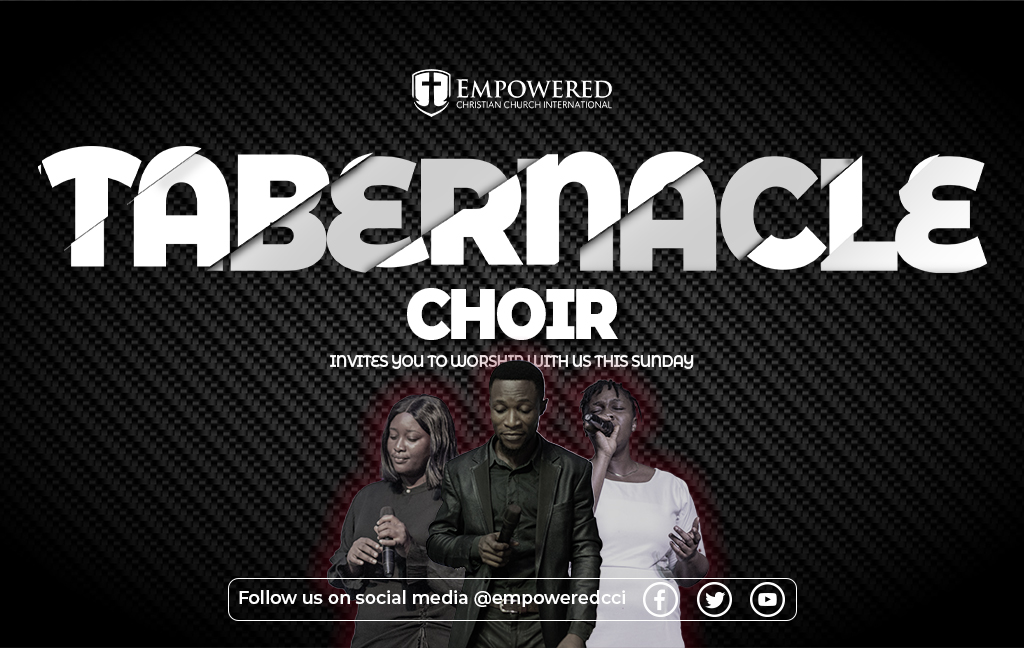 EMPOWERED
CHRISTIAN CHURCH INTERNATIONAL
TABERNACLE
CHOIR
INVITES YOU TO WORSHIP WITH US THIS SUNDAY
Follow us on social media @empoweredcci